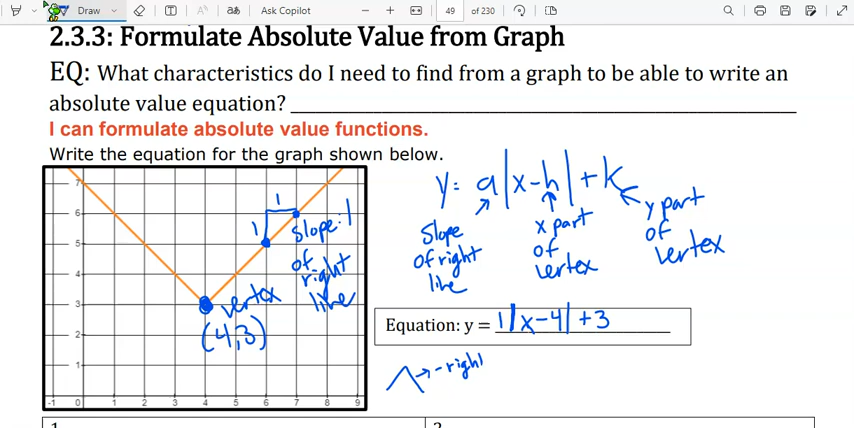 Draw
Ask Copilot
49 of 230
2.3.3: Formulate Absolute Value from Graph
EQ: What characteristics do I need to find from a graph to be able to write an
absolute value equation?
I can formulate absolute value functions.
Write the equation for the graph shown below.
7
6
5
4
3
2
1
-1 0 1 2 3 4 5 6 7 8 9
1
1
slope: 1
of
right
line
vertex
(4,3)
y = a|x-h|+k
slope
of right
line
x part
of
vertex
y part
of
vertex
Equation: y = 1|x-4|+3
- right
1.
2.